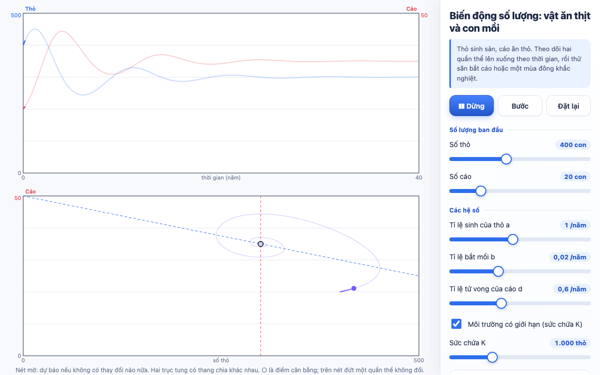 Thỏ
Cáo
500
50
0
0
thời gian (năm)
40
Cáo
50
0
0
số thỏ
500
Nét mờ: dự báo nếu không có thay đổi nào nữa. Hai trục tung có thang chia khác nhau. O là điểm cân bằng; trên nét đứt một quần thể không đổi.
Biến động số lượng: vật ăn thịt
và con mồi
Thỏ sinh sản, cáo ăn thỏ. Theo dõi hai
quần thể lên xuống theo thời gian, rồi thử
săn bắt cáo hoặc một mùa đông khắc
nghiệt.
Dừng
Bước
Đặt lại
Số lượng ban đầu
Số thỏ
400 con
Số cáo
20 con
Các hệ số
Tỉ lệ sinh của thỏ a
1 /năm
Tỉ lệ bắt mồi b
0,02 /năm
Tỉ lệ tử vong của cáo d
0,6 /năm
Môi trường có giới hạn (sức chứa K)
Sức chứa K
1.000 thỏ